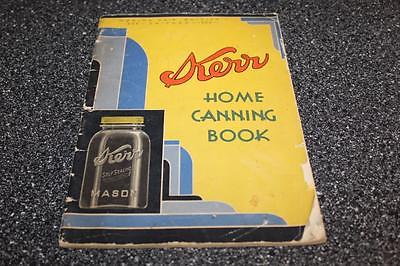 Kerr
HOME
CANNING
BOOK
Kerr
SELF SEALING
MASON